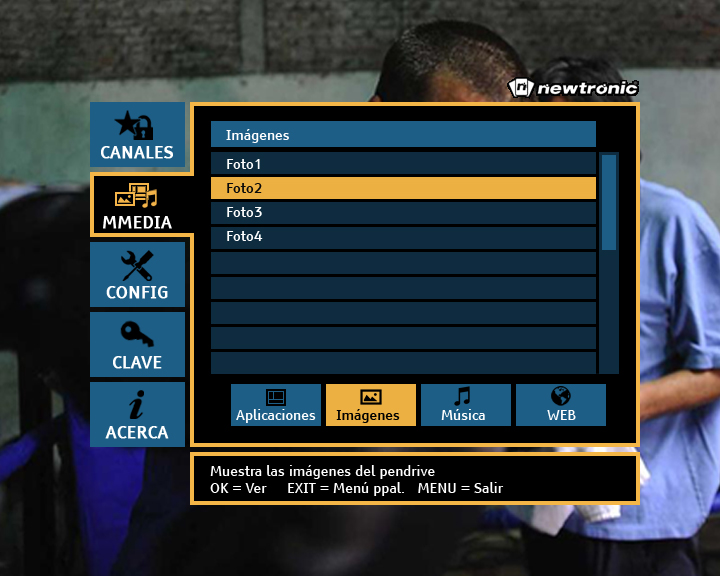 newtronic
CANALES
MMEDIA
CONFIG
CLAVE
ACERCA
Imágenes
Foto1
Foto2
Foto3
Foto4
Aplicaciones
Imágenes
Música
WEB
Muestra las imágenes del pendrive
OK = Ver EXIT = Menú ppal. MENU = Salir